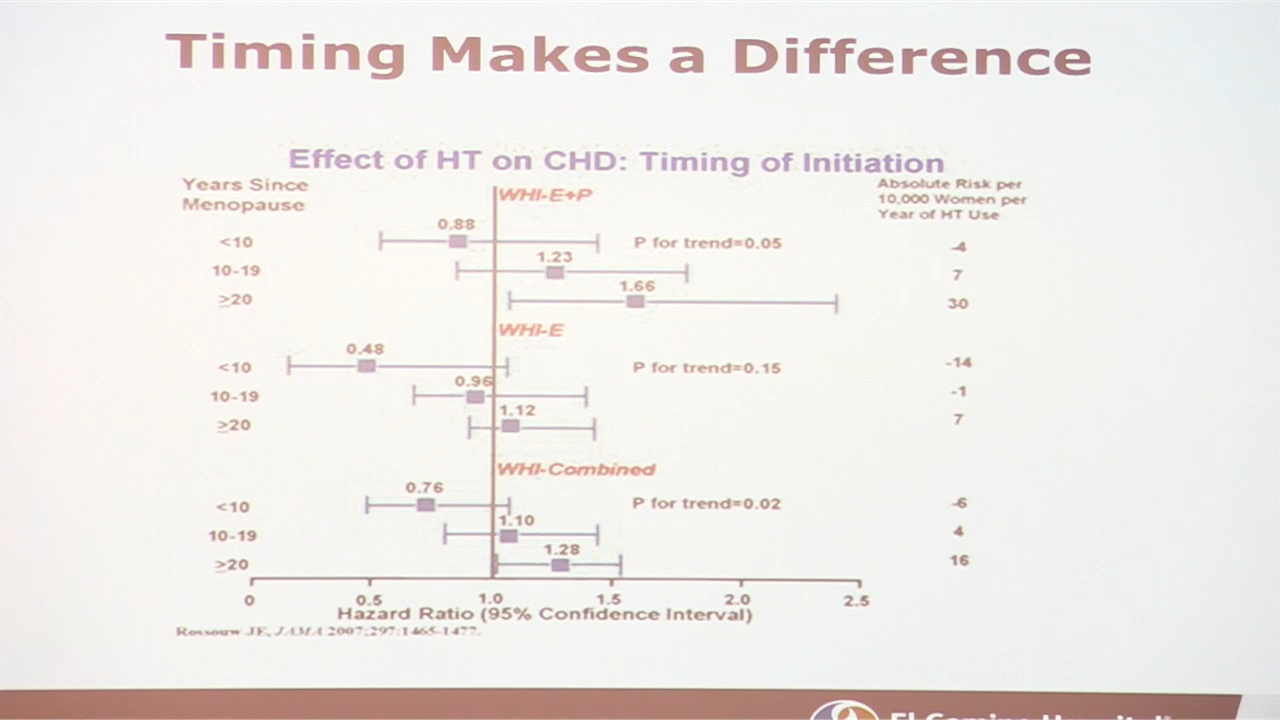 Timing Makes a Difference
Effect of HT on CHD: Timing of Initiation
Years Since
Menopause
Absolute Risk per
10,000 Women per
Year of HT Use
WHI-E+P
<10
0.88
P for trend=0.05
-4
10-19
1.23
7
≥20
1.66
30
WHI-E
<10
0.48
P for trend=0.15
-14
10-19
0.96
-1
≥20
1.12
7
WHI-Combined
<10
0.76
P for trend=0.02
-6
10-19
1.10
4
≥20
1.28
16
0 0.5 1.0 1.5 2.0 2.5
Hazard Ratio (95% Confidence Interval)
Rossouw JE, JAMA 2007;297:1465-1477.
El Camino Hospital